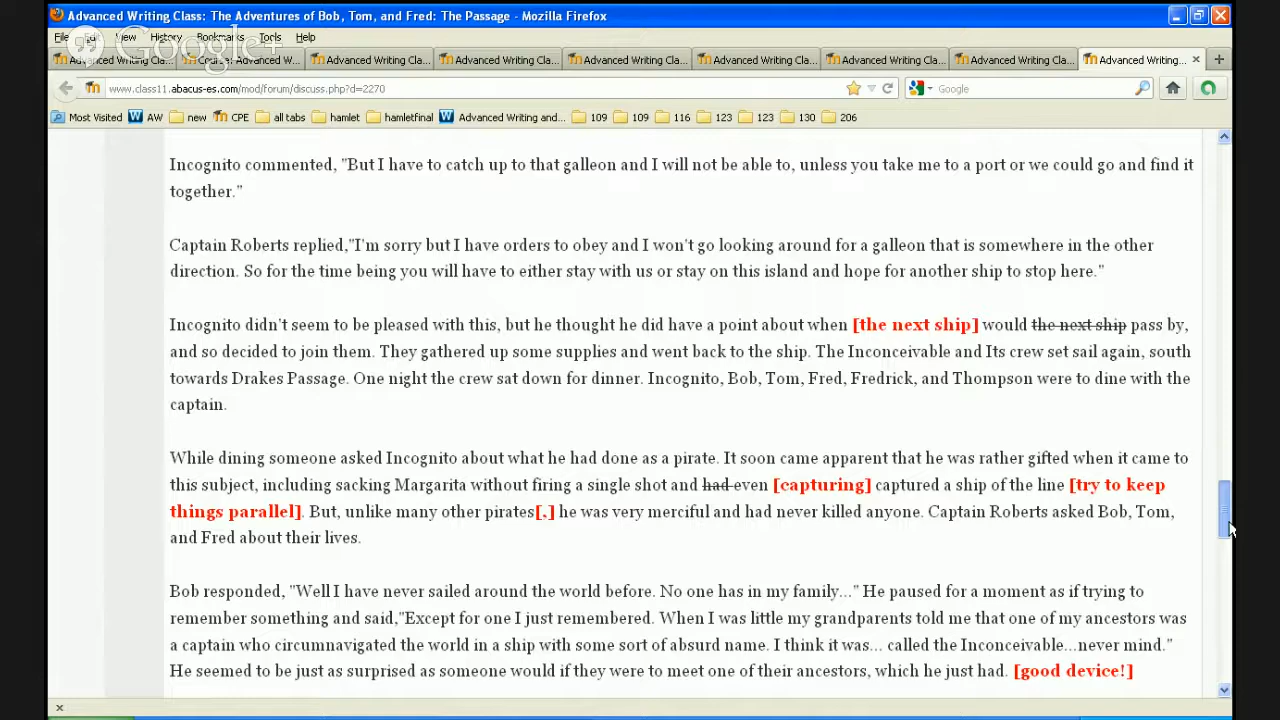 Advanced Writing Class: The Adventures of Bob, Tom, and Fred: The Passage - Mozilla Firefox
File Edit View History Bookmarks Tools Help
Google+
Advanced Writing Cla... Course: Advanced W... Advanced Writing Cla... Advanced Writing Cla... Advanced Writing Cla... Advanced Writing Cla... Advanced Writing Cla... Advanced Writing Cla... Advanced Writing...
www.class11.abacus-es.com/mod/forum/discuss.php?d=2270 Google
Most Visited AW new CPE all tabs hamlet hamletfinal Advanced Writing and... 109 109 116 123 123 130 206
Incognito commented, "But I have to catch up to that galleon and I will not be able to, unless you take me to a port or we could go and find it
together."
Captain Roberts replied,"I'm sorry but I have orders to obey and I won't go looking around for a galleon that is somewhere in the other
direction. So for the time being you will have to either stay with us or stay on this island and hope for another ship to stop here."
Incognito didn't seem to be pleased with this, but he thought he did have a point about when [the next ship] would the next ship pass by,
and so decided to join them. They gathered up some supplies and went back to the ship. The Inconceivable and Its crew set sail again, south
towards Drakes Passage. One night the crew sat down for dinner. Incognito, Bob, Tom, Fred, Fredrick, and Thompson were to dine with the
captain.
While dining someone asked Incognito about what he had done as a pirate. It soon came apparent that he was rather gifted when it came to
this subject, including sacking Margarita without firing a single shot and had even [capturing] captured a ship of the line [try to keep
things parallel]. But, unlike many other pirates[,] he was very merciful and had never killed anyone. Captain Roberts asked Bob, Tom,
and Fred about their lives.
Bob responded, "Well I have never sailed around the world before. No one has in my family..." He paused for a moment as if trying to
remember something and said,"Except for one I just remembered. When I was little my grandparents told me that one of my ancestors was
a captain who circumnavigated the world in a ship with some sort of absurd name. I think it was... called the Inconceivable...never mind."
He seemed to be just as surprised as someone would if they were to meet one of their ancestors, which he just had. [good device!]